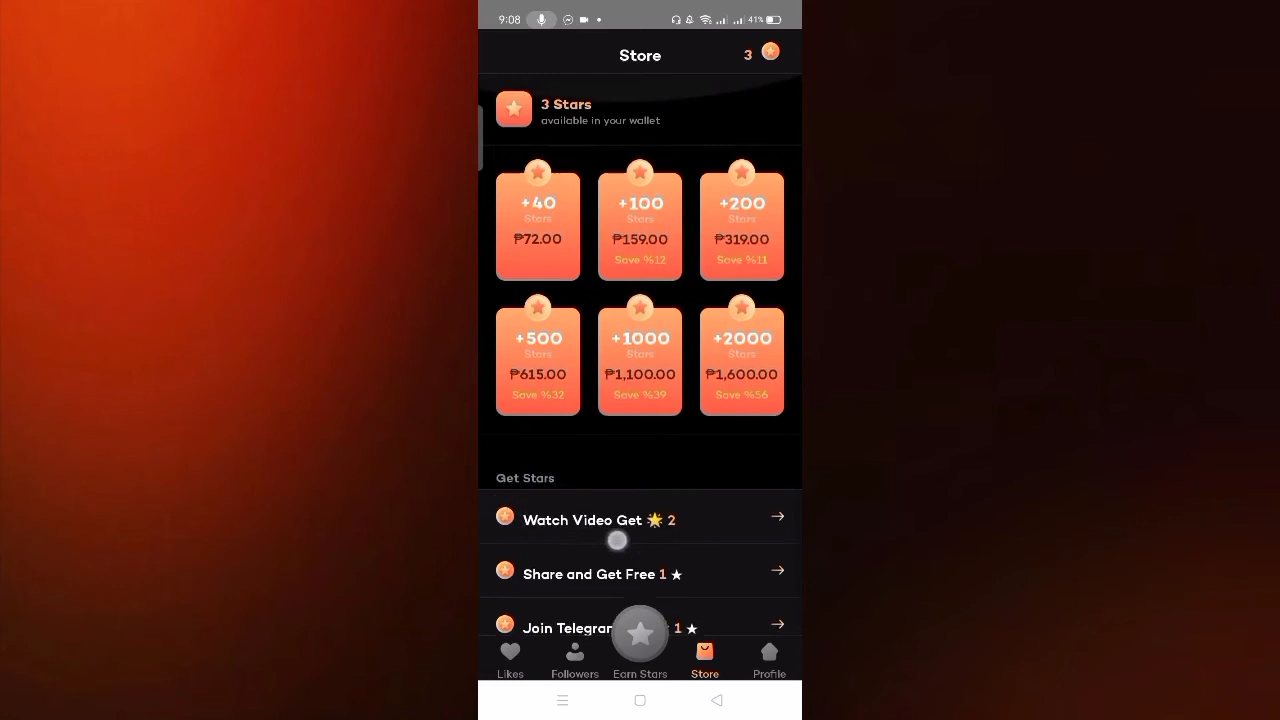 9:08
41%
Store
3
3 Stars
available in your wallet
+40
Stars
₱72.00
+100
Stars
₱159.00
Save %12
+200
Stars
₱319.00
Save %11
+500
Stars
₱615.00
Save %32
+1000
Stars
₱1,100.00
Save %39
+2000
Stars
₱1,600.00
Save %56
Get Stars
Watch Video Get 🌟 2
Share and Get Free 1 ★
Join 1 ★
Likes
Followers
Earn Stars
Store
Profile